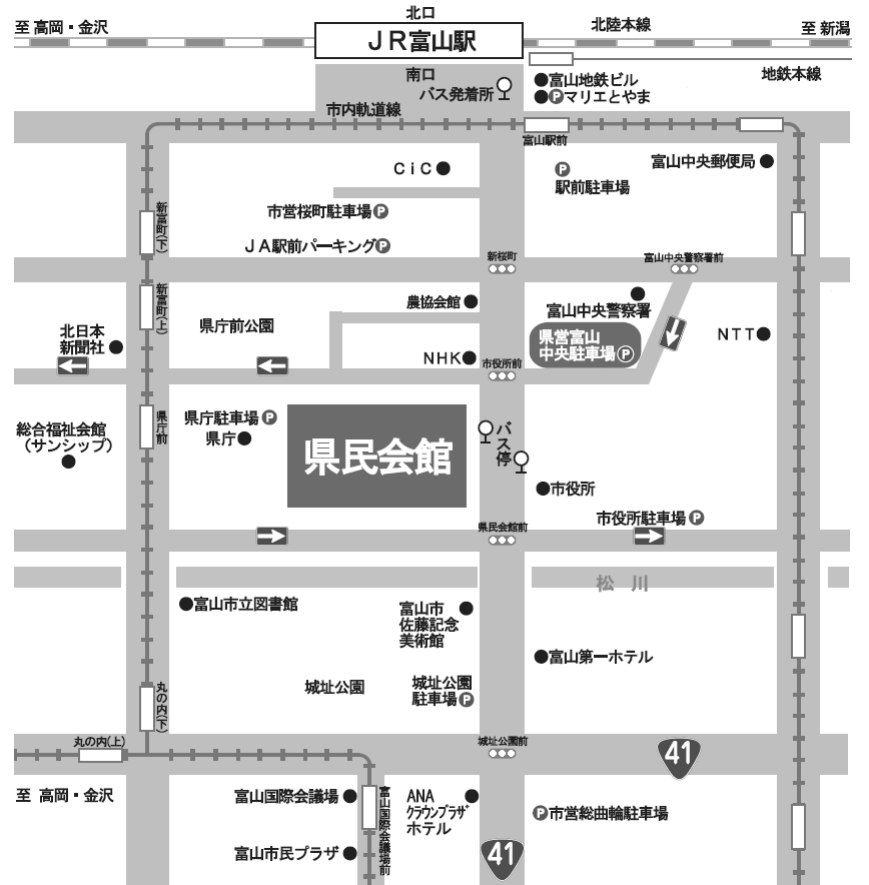 北口
至 高岡・金沢
JR富山駅
北陸本線
至 新潟
南口
バス発着所
富山地鉄ビル
Ⓟマリエとやま
地鉄本線
市内軌道線
富山駅前
CiC
Ⓟ
駅前駐車場
富山中央郵便局
市営桜町駐車場Ⓟ
JA駅前パーキングⓅ
新富町(下)
新桜町
富山中央警察署前
新富町(上)
農協会館
富山中央警察署
県庁前公園
北日本
新聞社
NHK
市役所前
県営富山
中央駐車場Ⓟ
NTT
県庁前
県庁駐車場Ⓟ
県庁
総合福祉会館
(サンシップ)
県民会館
バス停
市役所
市役所駐車場Ⓟ
県民会館前
松川
富山市立図書館
富山市
佐藤記念
美術館
富山第一ホテル
城址公園
城址公園
駐車場Ⓟ
丸の内(下)
丸の内(上)
城址公園前
41
至 高岡・金沢
富山国際会議場
富山国際会議場前
ANA
クラウンプラザ
ホテル
Ⓟ市営総曲輪駐車場
富山市民プラザ
41